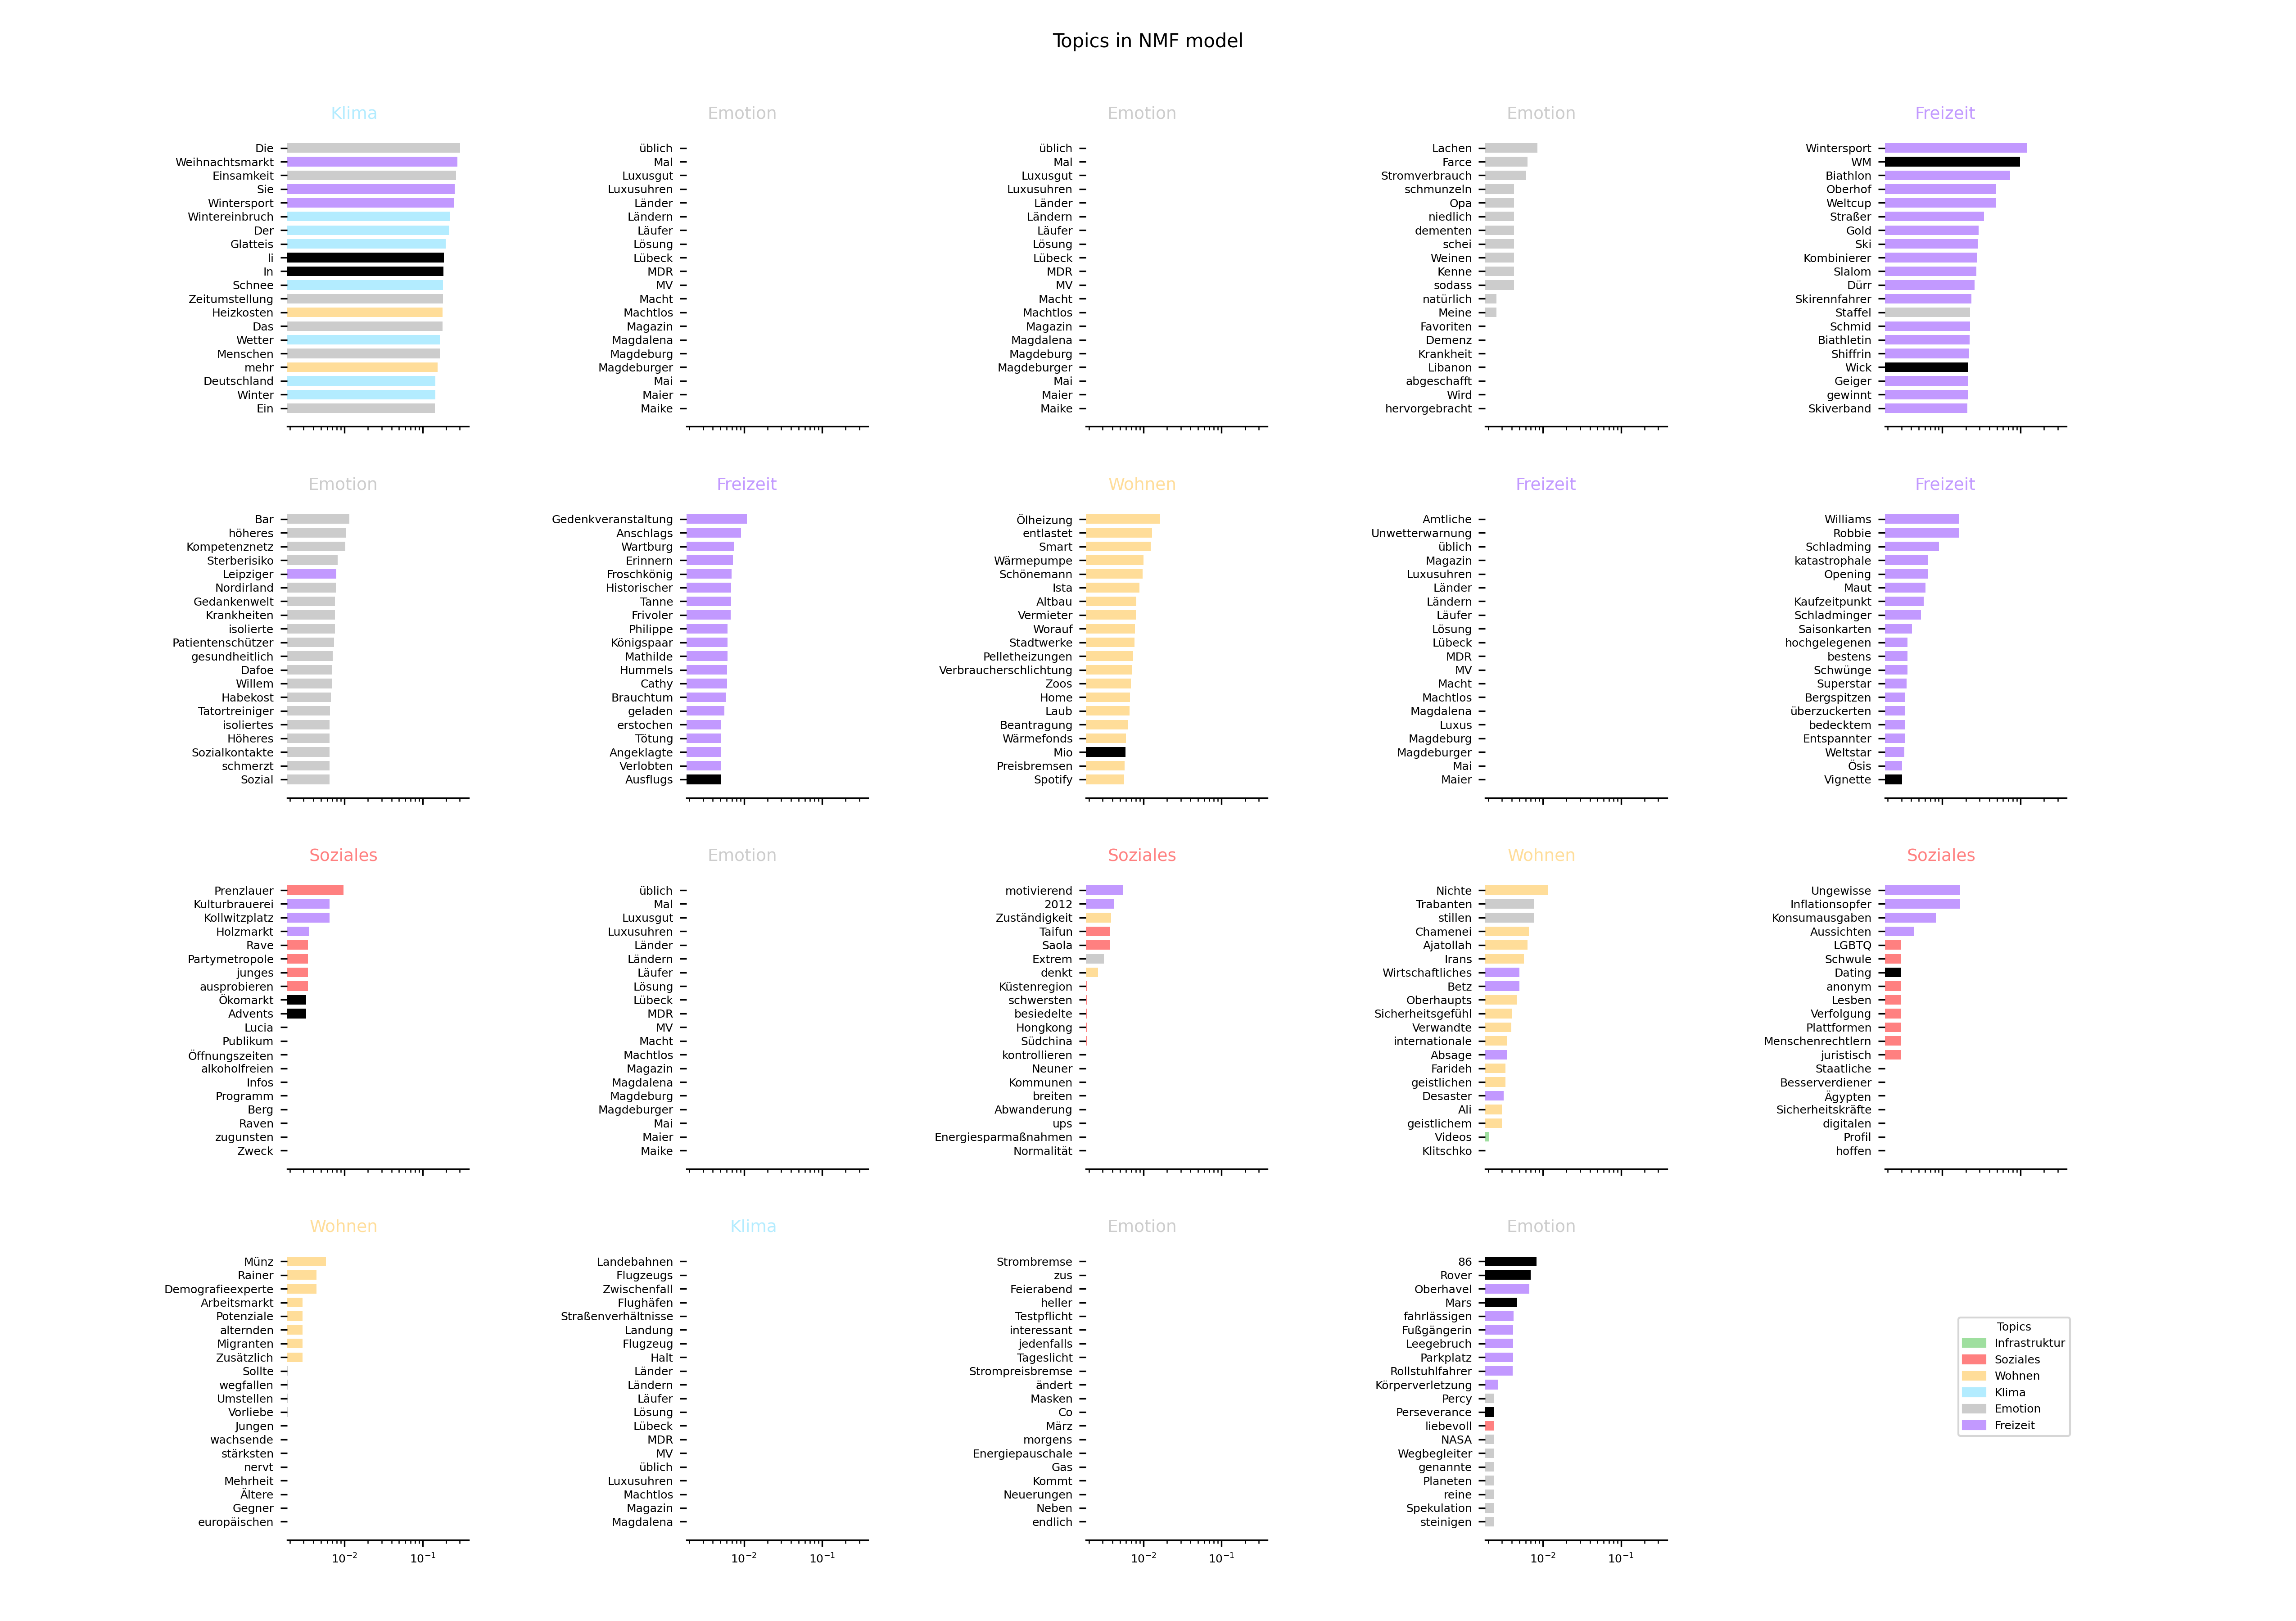 Topics in NMF model
Klima
Die
Weihnachtsmarkt
Einsamkeit
Sie
Wintersport
Wintereinbruch
Der
Glatteis
li
In
Schnee
Zeitumstellung
Heizkosten
Das
Wetter
Menschen
mehr
Deutschland
Winter
Ein
Emotion
üblich
Mal
Luxusgut
Luxusuhren
Länder
Ländern
Läufer
Lösung
Lübeck
MDR
MV
Macht
Machtlos
Magazin
Magdalena
Magdeburg
Magdeburger
Mai
Maier
Maike
Emotion
üblich
Mal
Luxusgut
Luxusuhren
Länder
Ländern
Läufer
Lösung
Lübeck
MDR
MV
Macht
Machtlos
Magazin
Magdalena
Magdeburg
Magdeburger
Mai
Maier
Maike
Emotion
Lachen
Farce
Stromverbrauch
schmunzeln
Opa
niedlich
dementen
schei
Weinen
Kenne
sodass
natürlich
Meine
Favoriten
Demenz
Krankheit
Libanon
abgeschafft
Wird
hervorgebracht
Freizeit
Wintersport
WM
Biathlon
Oberhof
Weltcup
Straßer
Gold
Ski
Kombinierer
Slalom
Dürr
Skirennfahrer
Staffel
Schmid
Biathletin
Shiffrin
Wick
Geiger
gewinnt
Skiverband
Emotion
Bar
höheres
Kompetenznetz
Sterberisiko
Leipziger
Nordirland
Gedankenwelt
Krankheiten
isolierte
Patientenschützer
gesundheitlich
Dafoe
Willem
Habekost
Tatortreiniger
isoliertes
Höheres
Sozialkontakte
schmerzt
Sozial
Freizeit
Gedenkveranstaltung
Anschlags
Wartburg
Erinnern
Froschkönig
Historischer
Tanne
Frivoler
Philippe
Königspaar
Mathilde
Hummels
Cathy
Brauchtum
geladen
erstochen
Tötung
Angeklagte
Verlobten
Ausflugs
Wohnen
Ölheizung
entlastet
Smart
Wärmepumpe
Schönemann
Ista
Altbau
Vermieter
Worauf
Stadtwerke
Pelletheizungen
Verbraucherschlichtung
Zoos
Home
Laub
Beantragung
Wärmefonds
Mio
Preisbremsen
Spotify
Freizeit
Amtliche
Unwetterwarnung
üblich
Magazin
Luxusuhren
Länder
Ländern
Läufer
Lösung
Lübeck
MDR
MV
Macht
Machtlos
Magdalena
Luxus
Magdeburg
Magdeburger
Mai
Maier
Freizeit
Williams
Robbie
Schladming
katastrophale
Opening
Maut
Kaufzeitpunkt
Schladminger
Saisonkarten
hochgelegenen
bestens
Schwünge
Superstar
Bergspitzen
überzuckerten
bedecktem
Entspannter
Weltstar
Ösis
Vignette
Soziales
Prenzlauer
Kulturbrauerei
Kollwitzplatz
Holzmarkt
Rave
Partymetropole
junges
ausprobieren
Ökomarkt
Advents
Lucia
Publikum
Öffnungszeiten
alkoholfreien
Infos
Programm
Berg
Raven
zugunsten
Zweck
Emotion
üblich
Mal
Luxusgut
Luxusuhren
Länder
Ländern
Läufer
Lösung
Lübeck
MDR
MV
Macht
Machtlos
Magazin
Magdalena
Magdeburg
Magdeburger
Mai
Maier
Maike
Soziales
motivierend
2012
Zuständigkeit
Taifun
Saola
Extrem
denkt
Küstenregion
schwersten
besiedelte
Hongkong
Südchina
kontrollieren
Neuner
Kommunen
breiten
Abwanderung
ups
Energiesparmaßnahmen
Normalität
Wohnen
Nichte
Trabanten
stillen
Chamenei
Ajatollah
Irans
Wirtschaftliches
Betz
Oberhaupts
Sicherheitsgefühl
Verwandte
internationale
Absage
Farideh
geistlichen
Desaster
Ali
geistlichem
Videos
Klitschko
Soziales
Ungewisse
Inflationsopfer
Konsumausgaben
Aussichten
LGBTQ
Schwule
Dating
anonym
Lesben
Verfolgung
Plattformen
Menschenrechtlern
juristisch
Staatliche
Besserverdiener
Ägypten
Sicherheitskräfte
digitalen
Profil
hoffen
Wohnen
Münz
Rainer
Demografieexperte
Arbeitsmarkt
Potenziale
alternden
Migranten
Zusätzlich
Sollte
wegfallen
Umstellen
Vorliebe
Jungen
wachsende
stärksten
nervt
Mehrheit
Ältere
Gegner
europäischen
10⁻² 10⁻¹
Klima
Landebahnen
Flugzeugs
Zwischenfall
Flughäfen
Straßenverhältnisse
Landung
Flugzeug
Halt
Länder
Ländern
Läufer
Lösung
Lübeck
MDR
MV
üblich
Luxusuhren
Machtlos
Magazin
Magdalena
10⁻² 10⁻¹
Emotion
Strombremse
zus
Feierabend
heller
Testpflicht
interessant
jedenfalls
Tageslicht
Strompreisbremse
ändert
Masken
Co
März
morgens
Energiepauschale
Gas
Kommt
Neuerungen
Neben
endlich
10⁻² 10⁻¹
Emotion
86
Rover
Oberhavel
Mars
fahrlässigen
Fußgängerin
Leegebruch
Parkplatz
Rollstuhlfahrer
Körperverletzung
Percy
Perseverance
liebevoll
NASA
Wegbegleiter
genannte
Planeten
reine
Spekulation
steinigen
10⁻² 10⁻¹
Topics
Infrastruktur
Soziales
Wohnen
Klima
Emotion
Freizeit